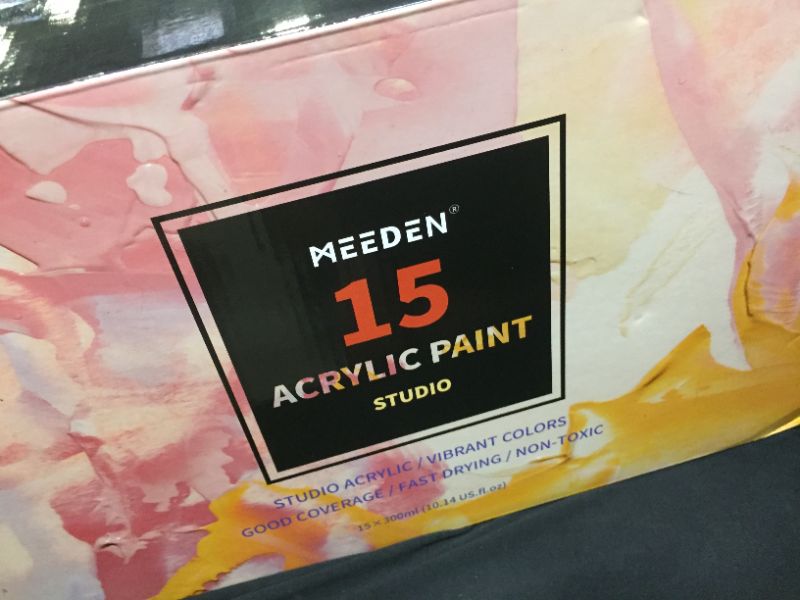 MEEDEN®
15
ACRYLIC PAINT
STUDIO
STUDIO ACRYLIC / VIBRANT COLORS
GOOD COVERAGE / FAST DRYING / NON-TOXIC
15×300ml (10.14 US.fl.oz)